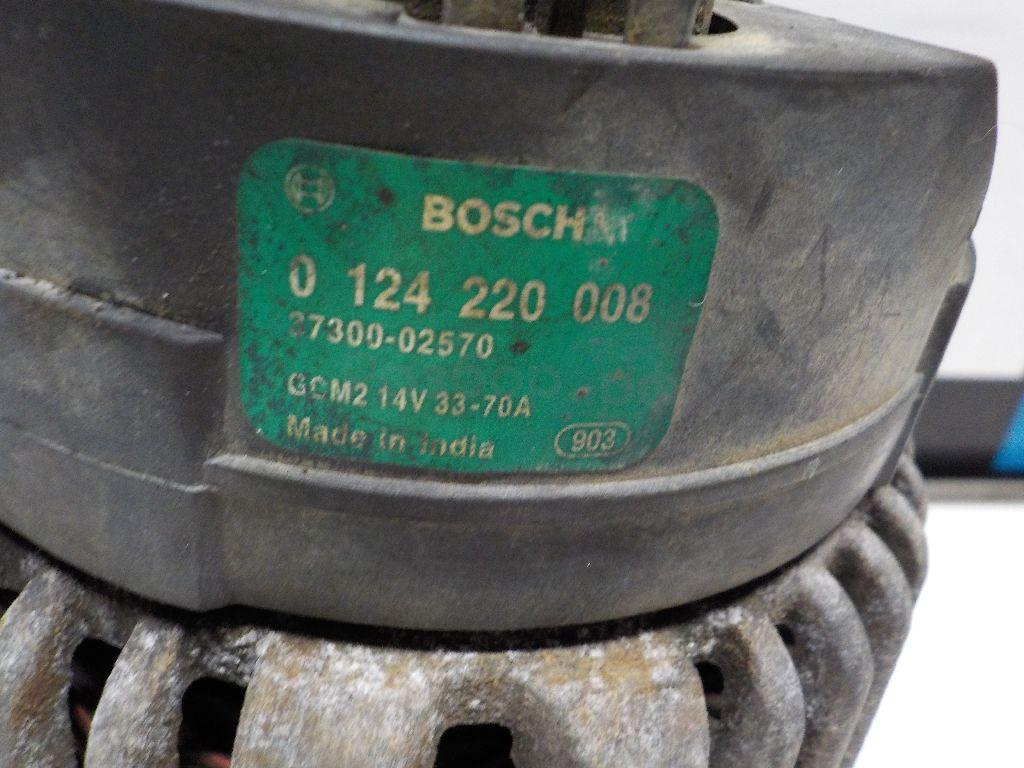 BOSCH
0 124 220 008
37300-02570
GCM2 14V 33-70A
Made in India 903